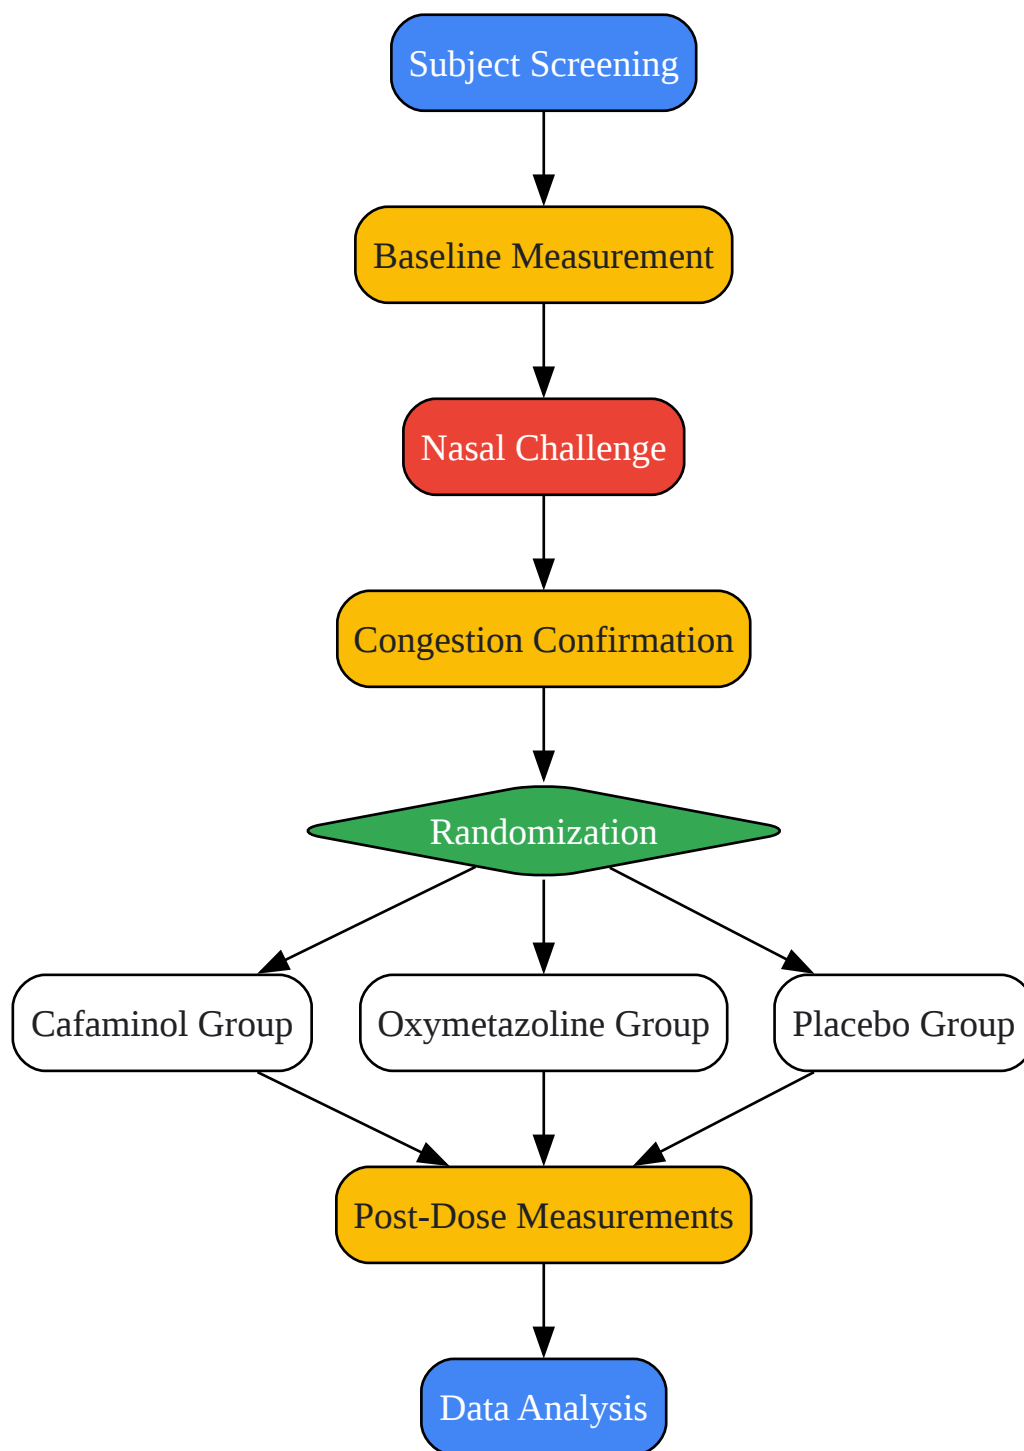 Subject Screening
Baseline Measurement
Nasal Challenge
Congestion Confirmation
Randomization
Cafaminol Group
Oxymetazoline Group
Placebo Group
Post-Dose Measurements
Data Analysis